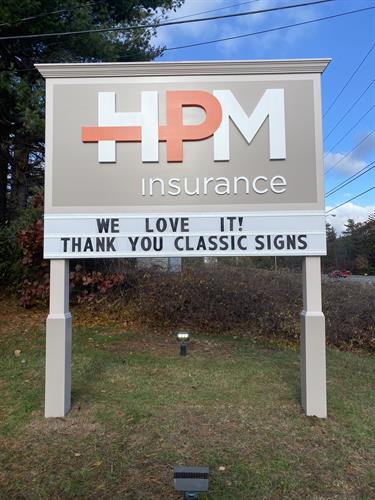 HPM
insurance
WE LOVE IT!
THANK YOU CLASSIC SIGNS